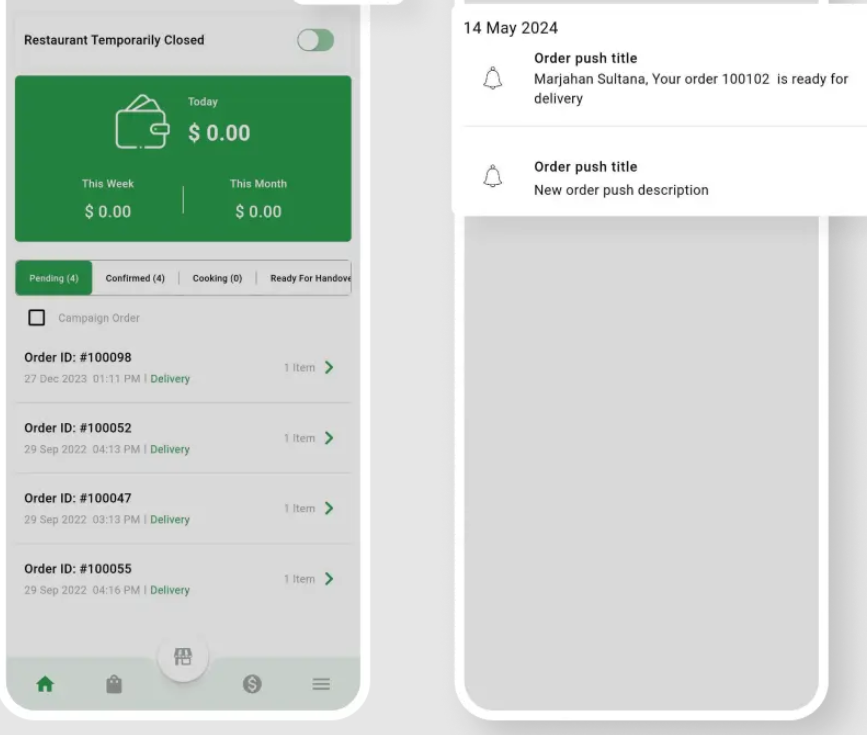 Restaurant Temporarily Closed
Today
$ 0.00
This Week
This Month
$ 0.00
$ 0.00
Pending (4)
Confirmed (4)
Cooking (0)
Ready For Handove
Campaign Order
Order ID: #100098
1 Item
27 Dec 2023 01:11 PM | Delivery
Order ID: #100052
1 Item
29 Sep 2022 04:13 PM | Delivery
Order ID: #100047
1 Item
29 Sep 2022 03:13 PM | Delivery
Order ID: #100055
1 Item
29 Sep 2022 04:16 PM | Delivery
14 May 2024
Order push title
Marjahan Sultana, Your order 100102 is ready for
delivery
Order push title
New order push description